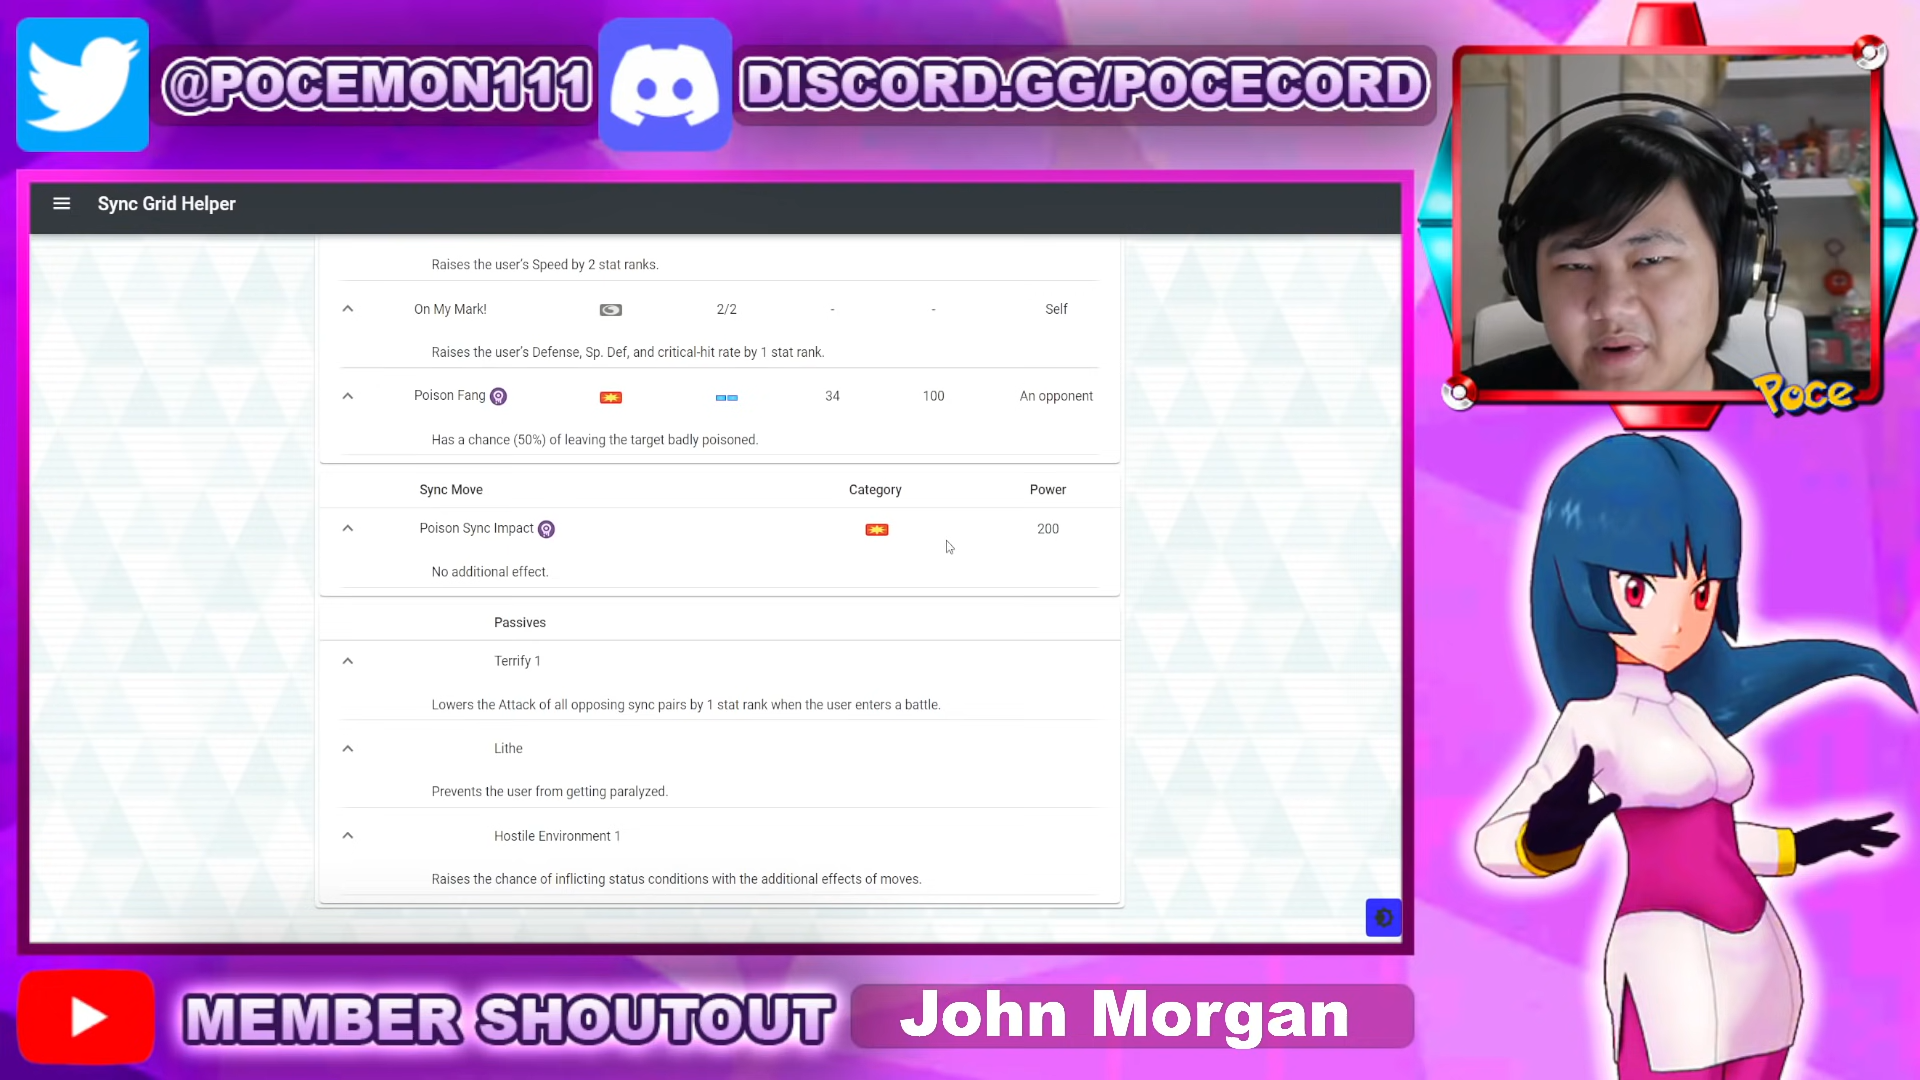 @POCEMON111
DISCORD.GG/POCECORD
Sync Grid Helper
Raises the user's Speed by 2 stat ranks.
On My Mark! 2/2 - - Self
Raises the user's Defense, Sp. Def, and critical-hit rate by 1 stat rank.
Poison Fang 34 100 An opponent
Has a chance (50%) of leaving the target badly poisoned.
Sync Move Category Power
Poison Sync Impact 200
No additional effect.
Passives
Terrify 1
Lowers the Attack of all opposing sync pairs by 1 stat rank when the user enters a battle.
Lithe
Prevents the user from getting paralyzed.
Hostile Environment 1
Raises the chance of inflicting status conditions with the additional effects of moves.
Poce
MEMBER SHOUTOUT
John Morgan